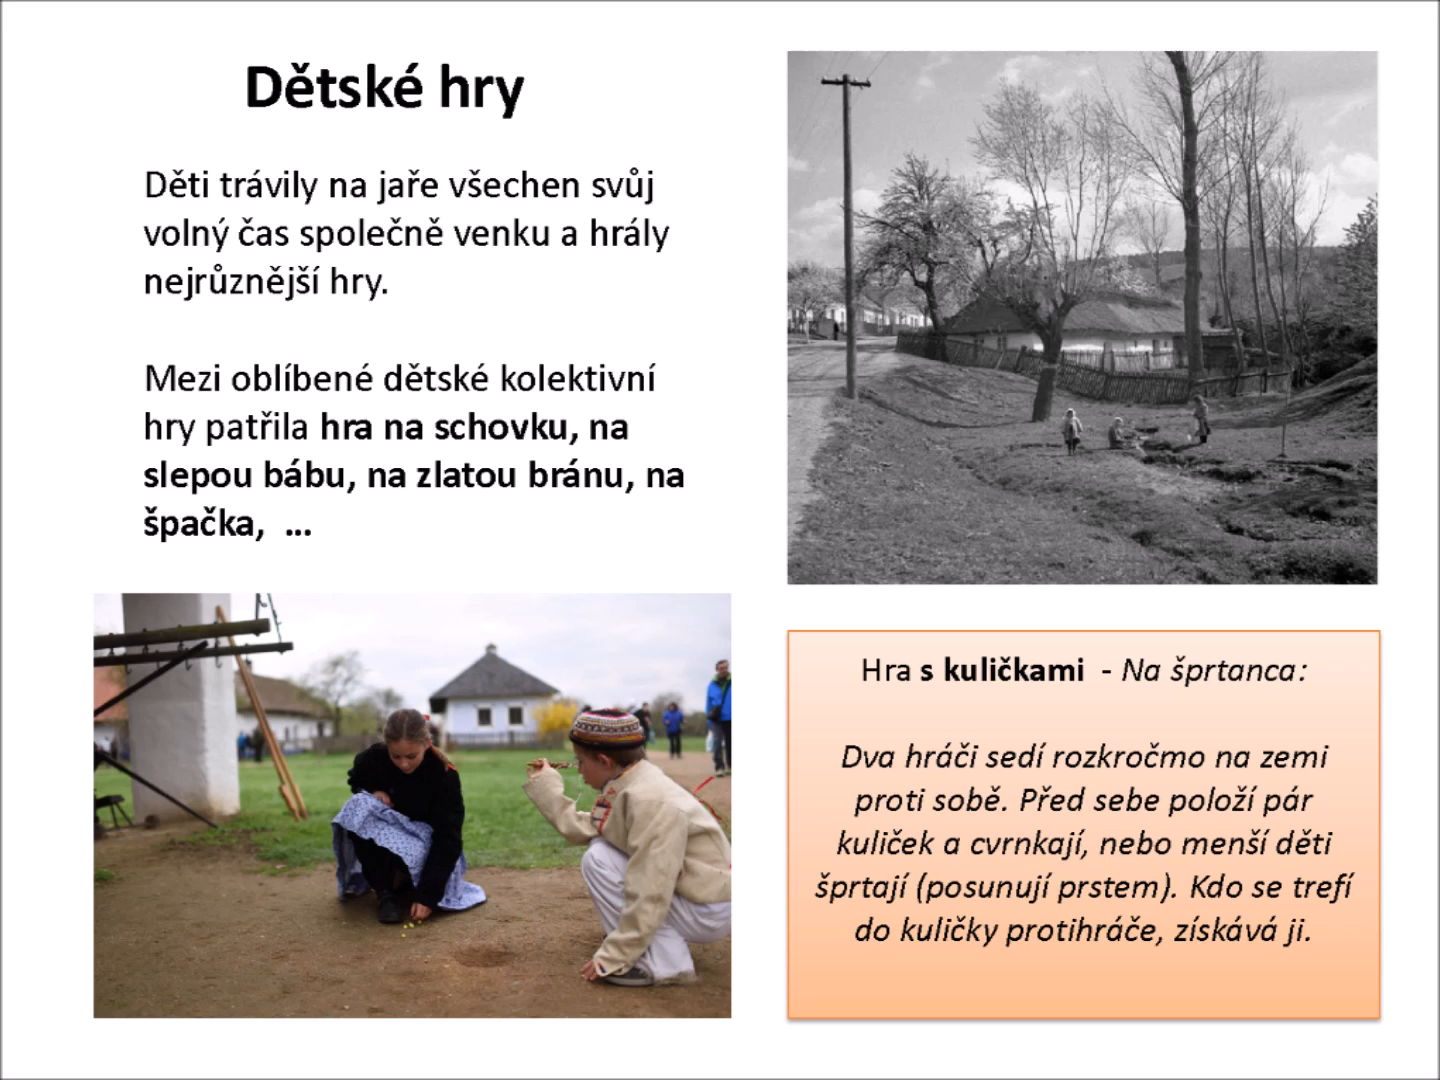 Dětské hry
Děti trávily na jaře všechen svůj
volný čas společně venku a hrály
nejrůznější hry.
Mezi oblíbené dětské kolektivní
hry patřila hra na schovku, na
slepou bábu, na zlatou bránu, na
špačka,  ...
Hra s kuličkami  - Na šprtanca:
Dva hráči sedí rozkročmo na zemi
proti sobě. Před sebe položí pár
kuliček a cvrnkají, nebo menší děti
šprtají (posunují prstem). Kdo se trefí
do kuličky protihráče, získává ji.